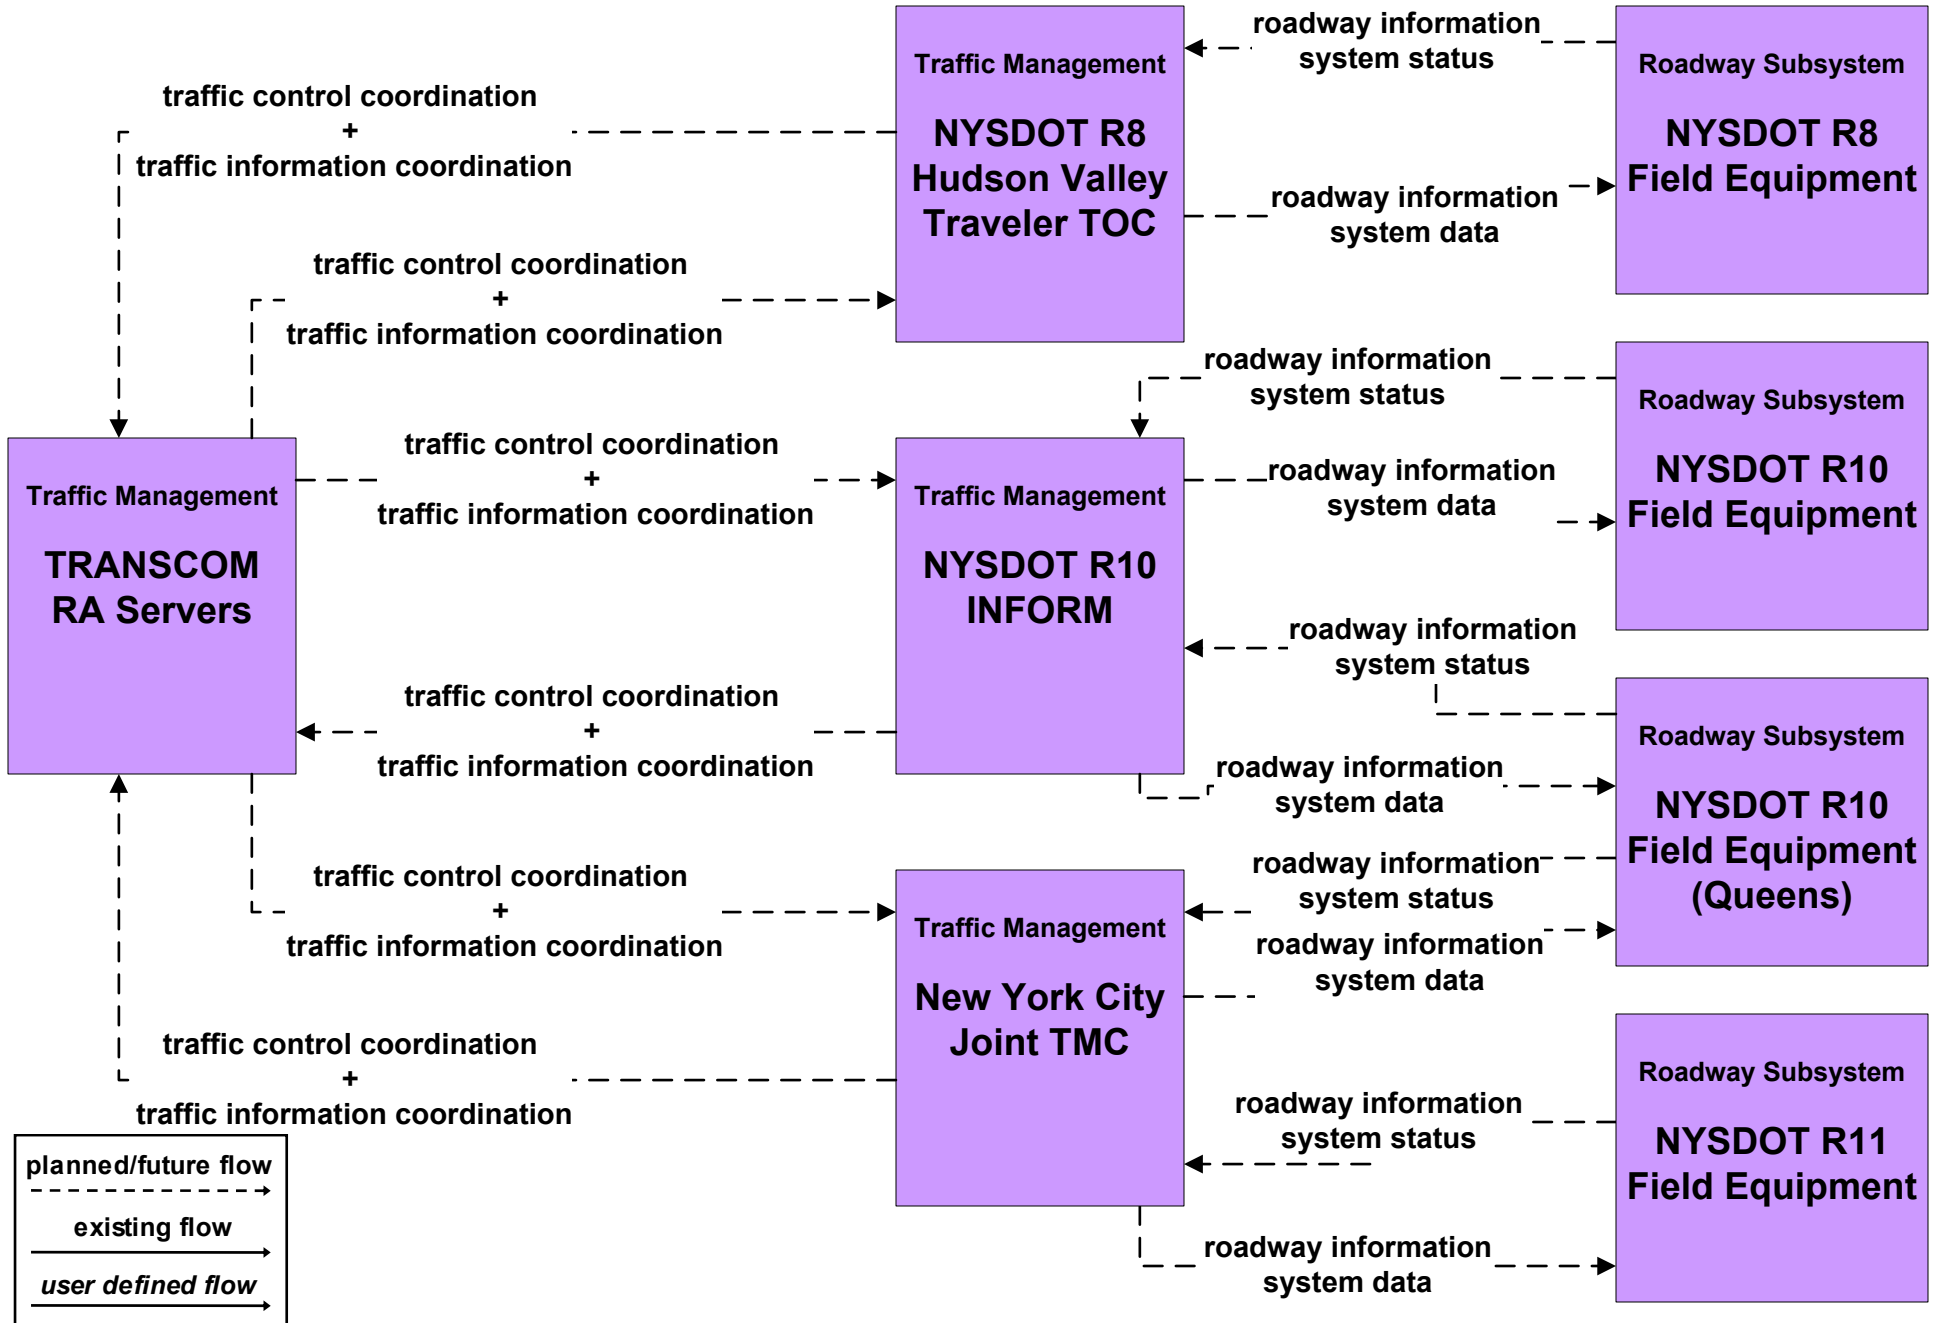 roadway information
system status
Traffic Management
NYSDOT R8
Hudson Valley
Traveler TOC
Roadway Subsystem
NYSDOT R8
Field Equipment
traffic control coordination
+
traffic information coordination
roadway information
system data
traffic control coordination
+
traffic information coordination
roadway information
system status
Roadway Subsystem
NYSDOT R10
Field Equipment
traffic control coordination
+
traffic information coordination
Traffic Management
TRANSCOM
RA Servers
Traffic Management
NYSDOT R10
INFORM
roadway information
system data
roadway information
system status
traffic control coordination
+
traffic information coordination
Roadway Subsystem
NYSDOT R10
Field Equipment
(Queens)
roadway information
system data
roadway information
system status
traffic control coordination
+
traffic information coordination
Traffic Management
New York City
Joint TMC
roadway information
system data
traffic control coordination
+
traffic information coordination
Roadway Subsystem
NYSDOT R11
Field Equipment
roadway information
system status
roadway information
system data
planned/future flow
existing flow
user defined flow